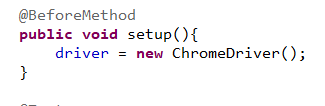 @BeforeMethod
public void setup(){
driver = new ChromeDriver();
}